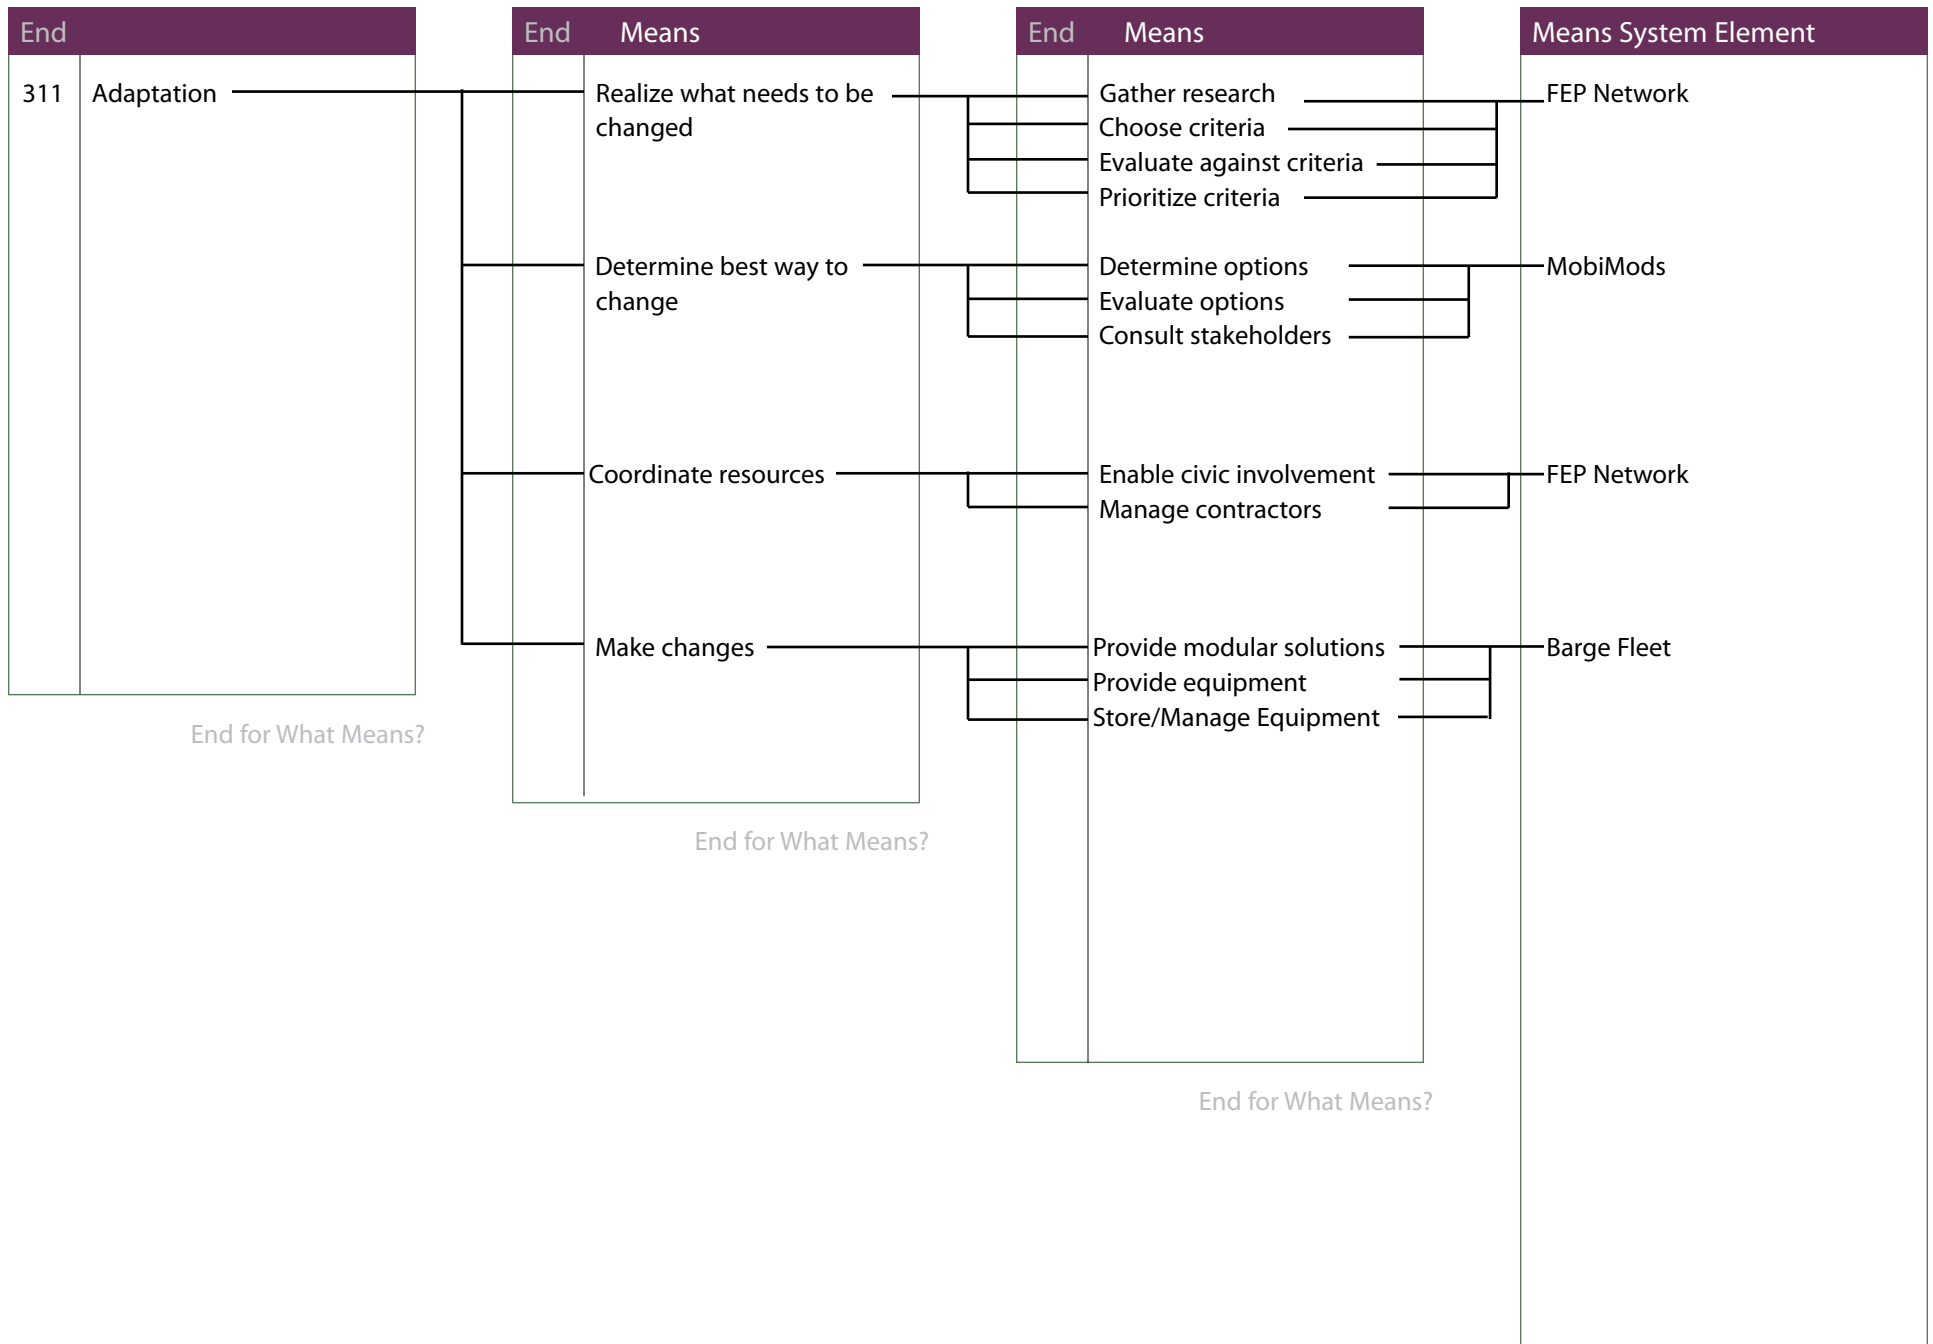 End
End Means
End Means
Means System Element
311 Adaptation
Realize what needs to be
changed
Gather research
Choose criteria
Evaluate against criteria
Prioritize criteria
FEP Network
Determine best way to
change
Determine options
Evaluate options
Consult stakeholders
MobiMods
Coordinate resources
Enable civic involvement
Manage contractors
FEP Network
Make changes
Provide modular solutions
Provide equipment
Store/Manage Equipment
Barge Fleet
End for What Means?
End for What Means?
End for What Means?